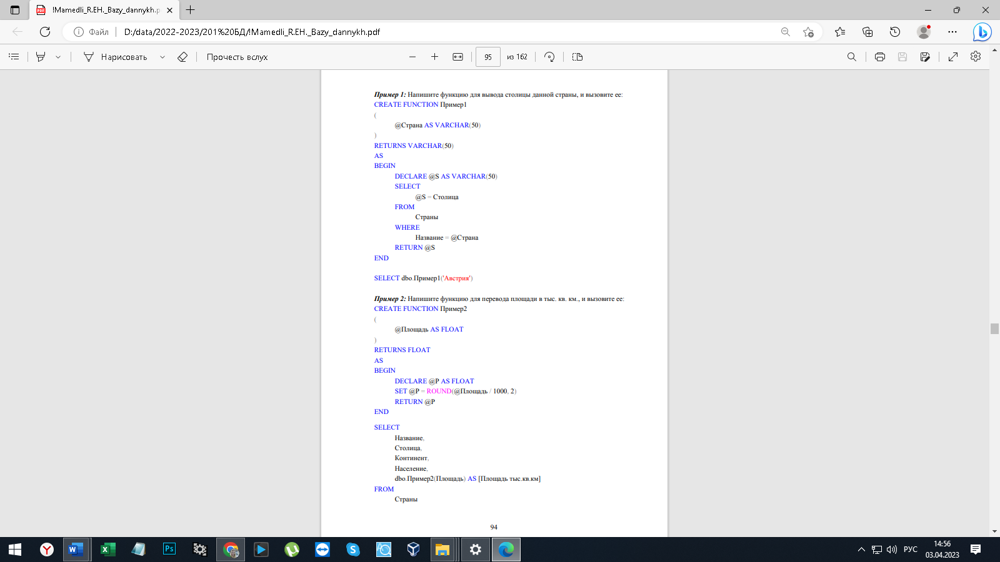 !Mamedli_R.EH._Bazy_dannykh.p
Файл
D:/data/2022-2023/201%20БД/!Mamedli_R.EH._Bazy_dannykh.pdf
Нарисовать
Прочесть вслух
95
из 162
Пример 1: Напишите функцию для вывода столицы данной страны, и вызовите ее:
CREATE FUNCTION Пример1
(
@Страна AS VARCHAR(50)
)
RETURNS VARCHAR(50)
AS
BEGIN
DECLARE @S AS VARCHAR(50)
SELECT
@S = Столица
FROM
Страны
WHERE
Название = @Страна
RETURN @S
END
SELECT dbo.Пример1('Австрия')
Пример 2: Напишите функцию для перевода площади в тыс. кв. км., и вызовите ее:
CREATE FUNCTION Пример2
(
@Площадь AS FLOAT
)
RETURNS FLOAT
AS
BEGIN
DECLARE @P AS FLOAT
SET @P = ROUND(@Площадь / 1000, 2)
RETURN @P
END
SELECT
Название,
Столица,
Континент,
Население,
dbo.Пример2(Площадь) AS [Площадь тыс.кв.км]
FROM
Страны
94
РУС
14:56
03.04.2023